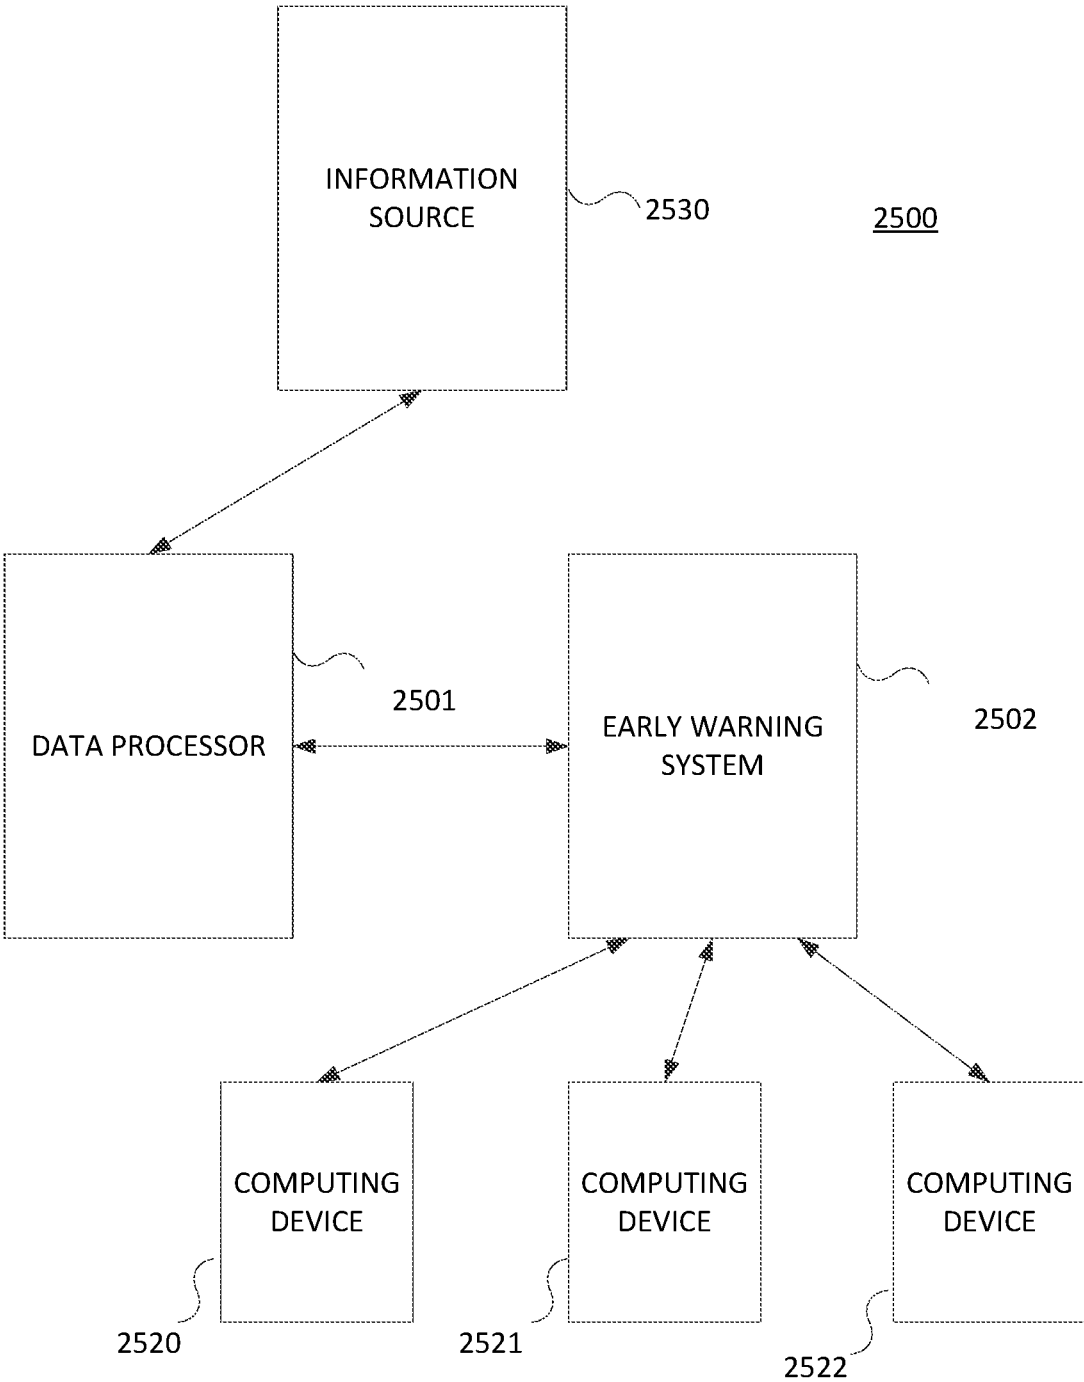 INFORMATION
SOURCE
2530
2500
2501
DATA PROCESSOR
EARLY WARNING
SYSTEM
2502
COMPUTING
DEVICE
COMPUTING
DEVICE
COMPUTING
DEVICE
2520
2521
2522